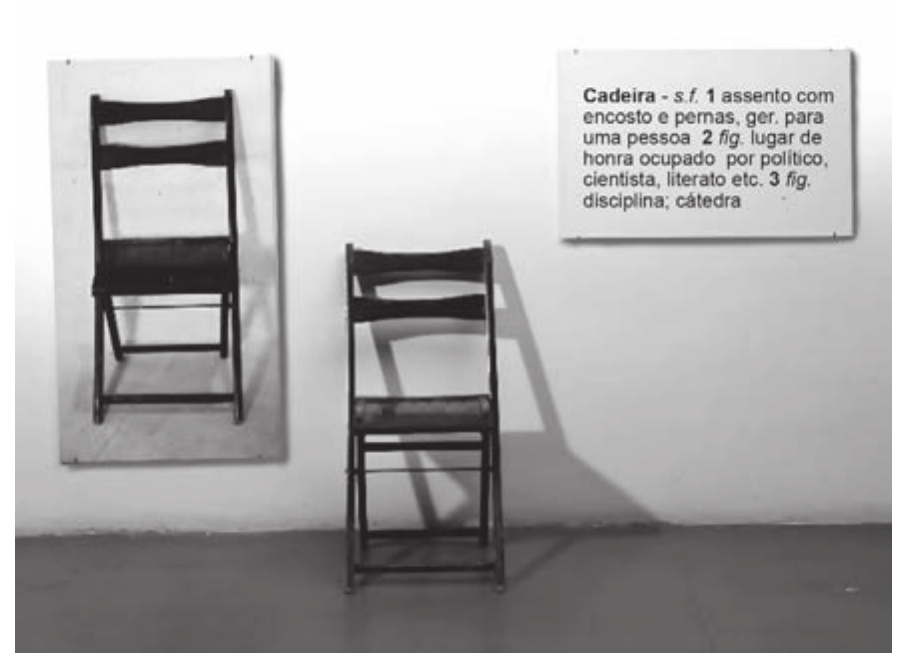 Cadeira - s.f. 1 assento com
encosto e pernas, ger. para
uma pessoa 2 fig. lugar de
honra ocupado por político,
cientista, literato etc. 3 fig.
disciplina; cátedra